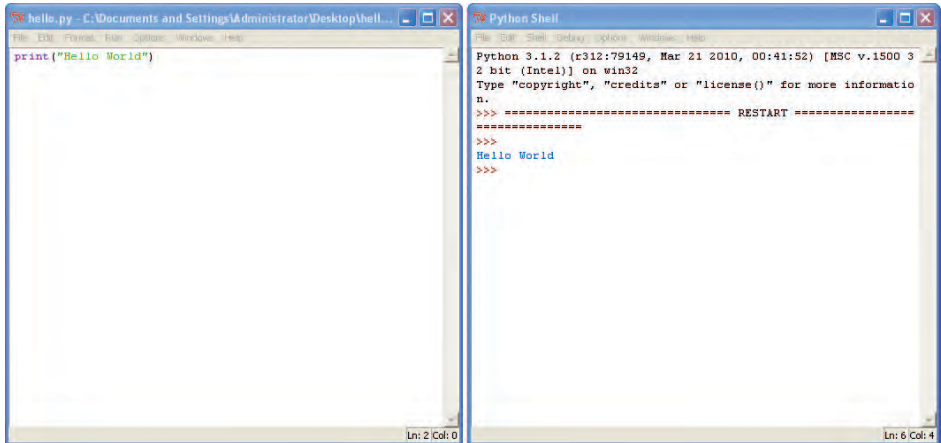 hello.py - C:\Documents and Settings\Administrator\Desktop\hell...
File Edit Format Run Options Windows Help
print("Hello World")
Ln: 2 Col: 0
Python Shell
File Edit Shell Debug Options Windows Help
Python 3.1.2 (r312:79149, Mar 21 2010, 00:41:52) [MSC v.1500 3
2 bit (Intel)] on win32
Type "copyright", "credits" or "license()" for more informatio
n.
>>> ================================ RESTART =================
===============
>>>
Hello World
>>>
Ln: 6 Col: 4